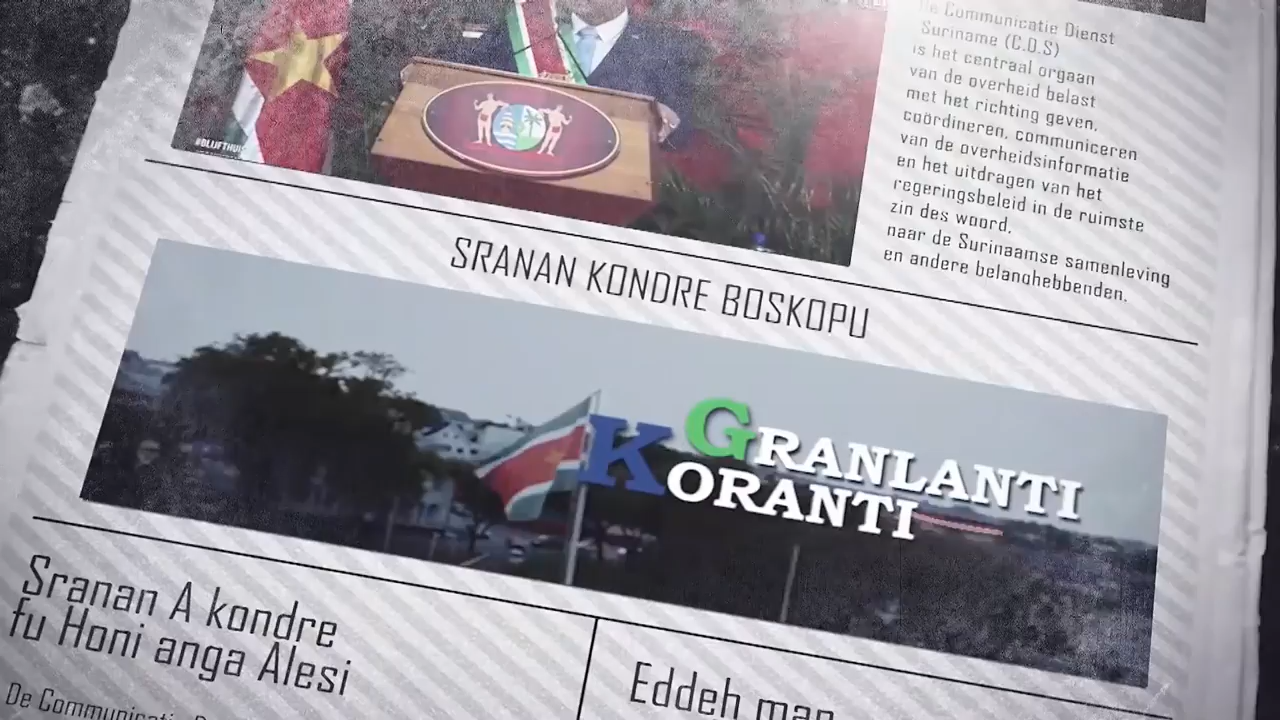 De Communicatie Dienst
Suriname (C.D.S)
is het centraal orgaan
van de overheid belast
met het richting geven,
coördineren, communiceren
van de overheidsinformatie
en het uitdragen van het
regeringsbeleid in de ruimste
zin des woord,
naar de Surinaamse samenleving
en andere belanghebbenden.
SRANAN KONDRE BOSKOPU
GRANLANTI
KORANTI
Sranan A kondre
fu Honi anga Alesi
De Communicatie
Eddeh man